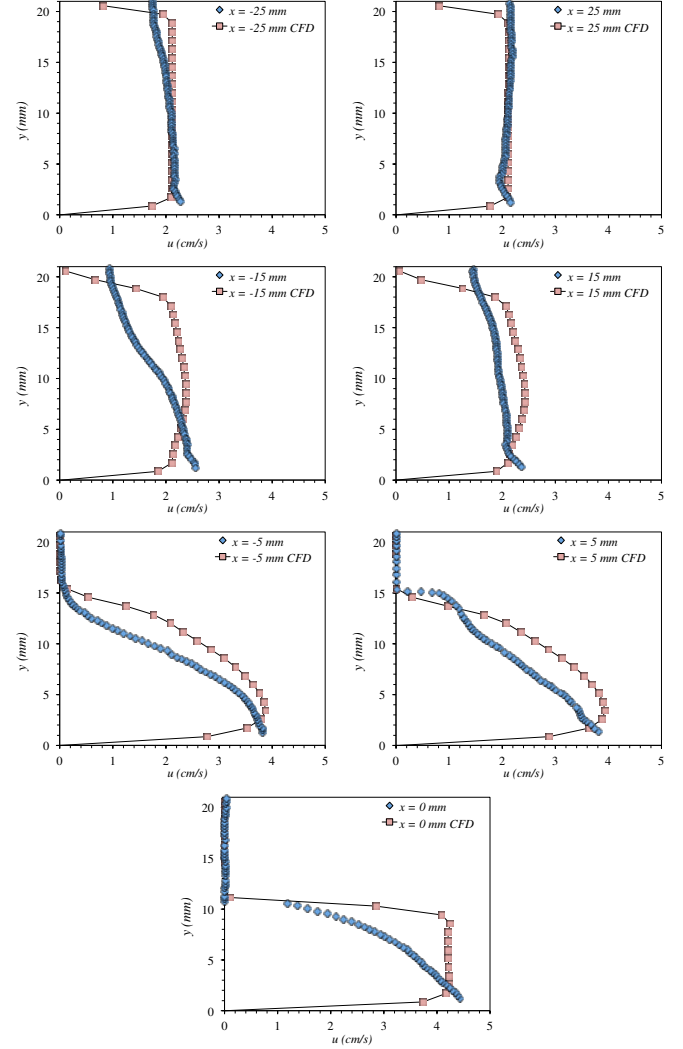 20
15
10
5
0
y (mm)
x = -25 mm
x = -25 mm CFD
0 1 2 3 4 5
u (cm/s)
20
15
10
5
0
y (mm)
x = 25 mm
x = 25 mm CFD
0 1 2 3 4 5
u (cm/s)
20
15
10
5
0
y (mm)
x = -15 mm
x = -15 mm CFD
0 1 2 3 4 5
u (cm/s)
20
15
10
5
0
y (mm)
x = 15 mm
x = 15 mm CFD
0 1 2 3 4 5
u (cm/s)
20
15
10
5
0
y (mm)
x = -5 mm
x = -5 mm CFD
0 1 2 3 4 5
u (cm/s)
20
15
10
5
0
y (mm)
x = 5 mm
x = 5 mm CFD
0 1 2 3 4 5
u (cm/s)
20
15
10
5
0
y (mm)
x = 0 mm
x = 0 mm CFD
0 1 2 3 4 5
u (cm/s)